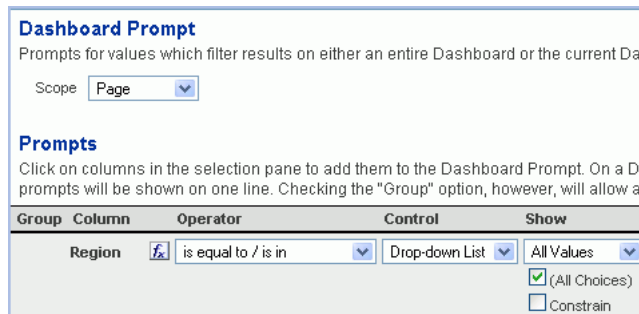 Dashboard Prompt
Prompts for values which filter results on either an entire Dashboard or the current Da
Scope Page
Prompts
Click on columns in the selection pane to add them to the Dashboard Prompt. On a D
prompts will be shown on one line. Checking the "Group" option, however, will allow a
Group Column Operator Control Show
Region fx is equal to / is in Drop-down List All Values
(All Choices)
Constrain